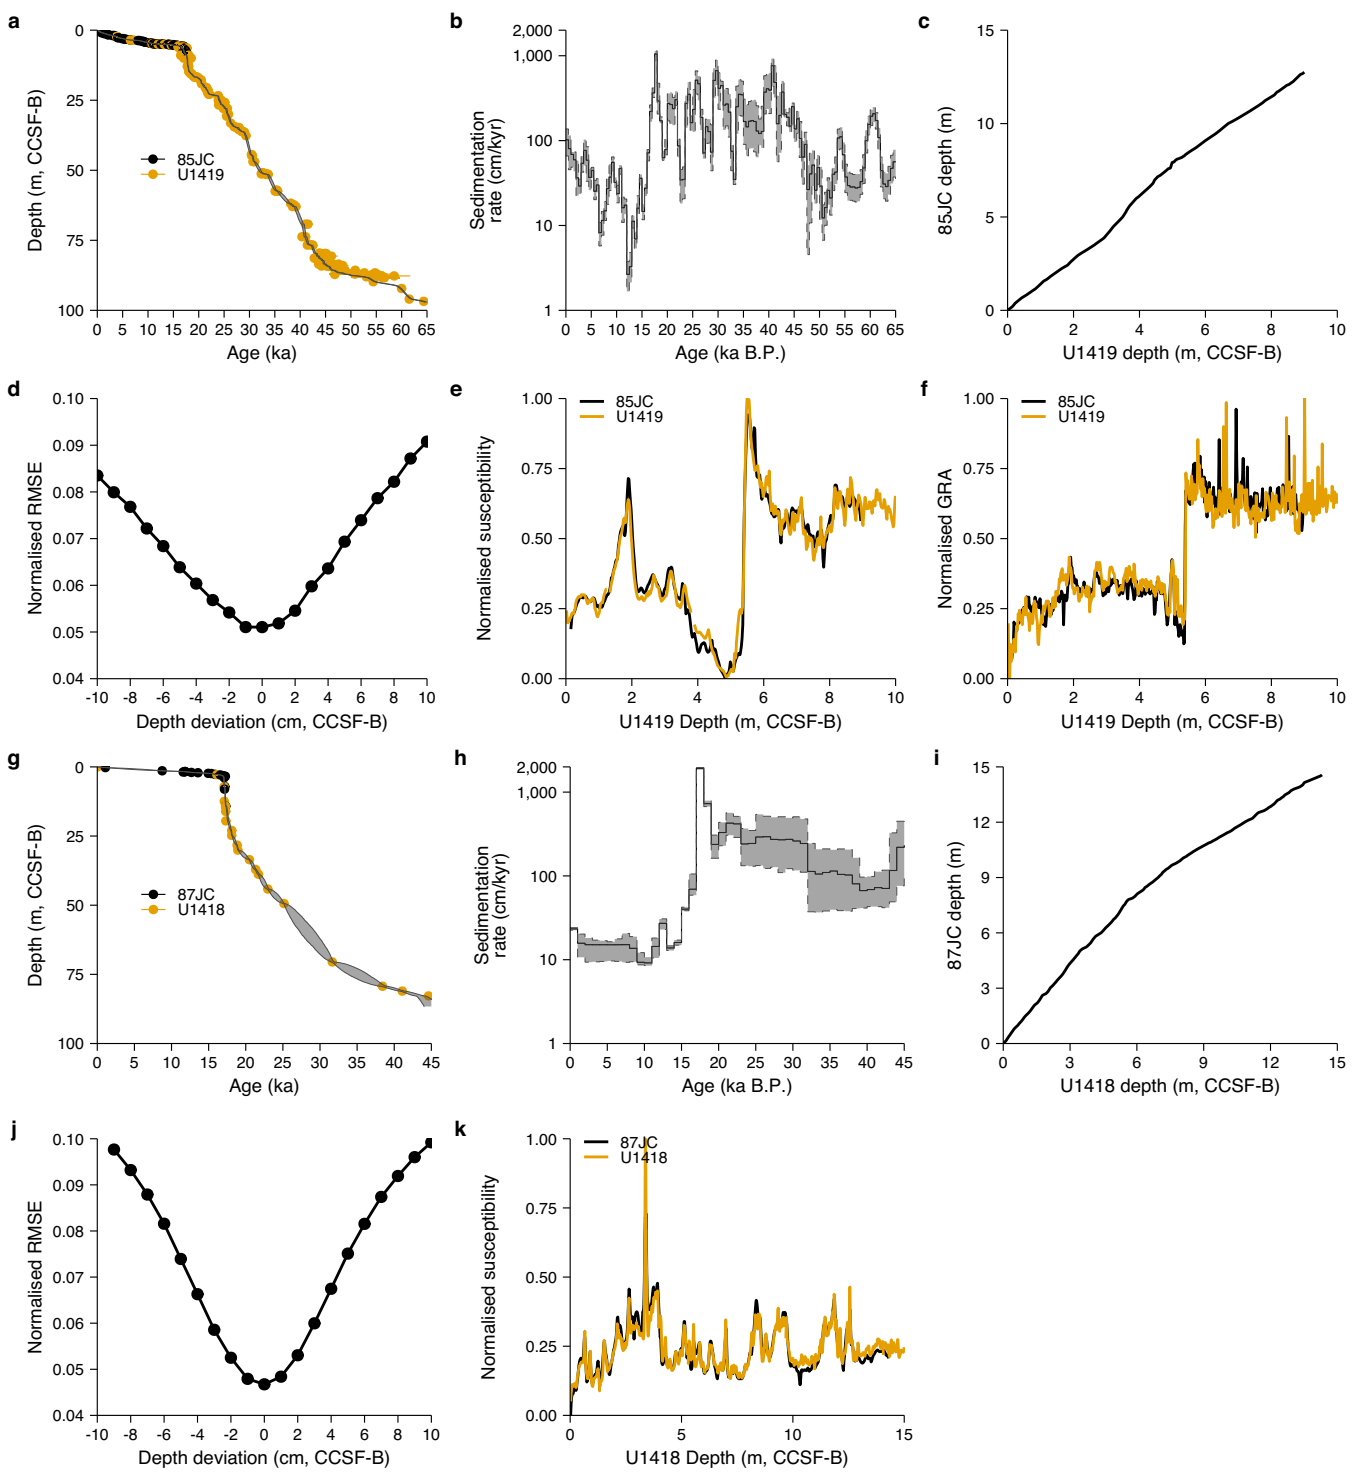 a
0
25
50
75
100
Depth (m, CCSF-B)
85JC
U1419
0 5 10 15 20 25 30 35 40 45 50 55 60 65
Age (ka)
b
2,000
1,000
100
10
1
Sedimentation
rate (cm/kyr)
0 5 10 15 20 25 30 35 40 45 50 55 60 65
Age (ka B.P.)
c
15
10
5
0
85JC depth (m)
0 2 4 6 8 10
U1419 depth (m, CCSF-B)
d
0.10
0.09
0.08
0.07
0.06
0.05
0.04
Normalised RMSE
-10 -8 -6 -4 -2 0 2 4 6 8 10
Depth deviation (cm, CCSF-B)
e
1.00
0.75
0.50
0.25
0.00
Normalised susceptibility
85JC
U1419
0 2 4 6 8 10
U1419 Depth (m, CCSF-B)
f
1.00
0.75
0.50
0.25
0.00
Normalised GRA
85JC
U1419
0 2 4 6 8 10
U1419 Depth (m, CCSF-B)
g
0
25
50
75
100
Depth (m, CCSF-B)
87JC
U1418
0 5 10 15 20 25 30 35 40 45
Age (ka)
h
2,000
1,000
100
10
1
Sedimentation
rate (cm/kyr)
0 5 10 15 20 25 30 35 40 45
Age (ka B.P.)
i
15
12
9
6
3
0
87JC depth (m)
0 3 6 9 12 15
U1418 depth (m, CCSF-B)
j
0.10
0.09
0.08
0.07
0.06
0.05
0.04
Normalised RMSE
-10 -8 -6 -4 -2 0 2 4 6 8 10
Depth deviation (cm, CCSF-B)
k
1.00
0.75
0.50
0.25
0.00
Normalised susceptibility
87JC
U1418
0 5 10 15
U1418 Depth (m, CCSF-B)